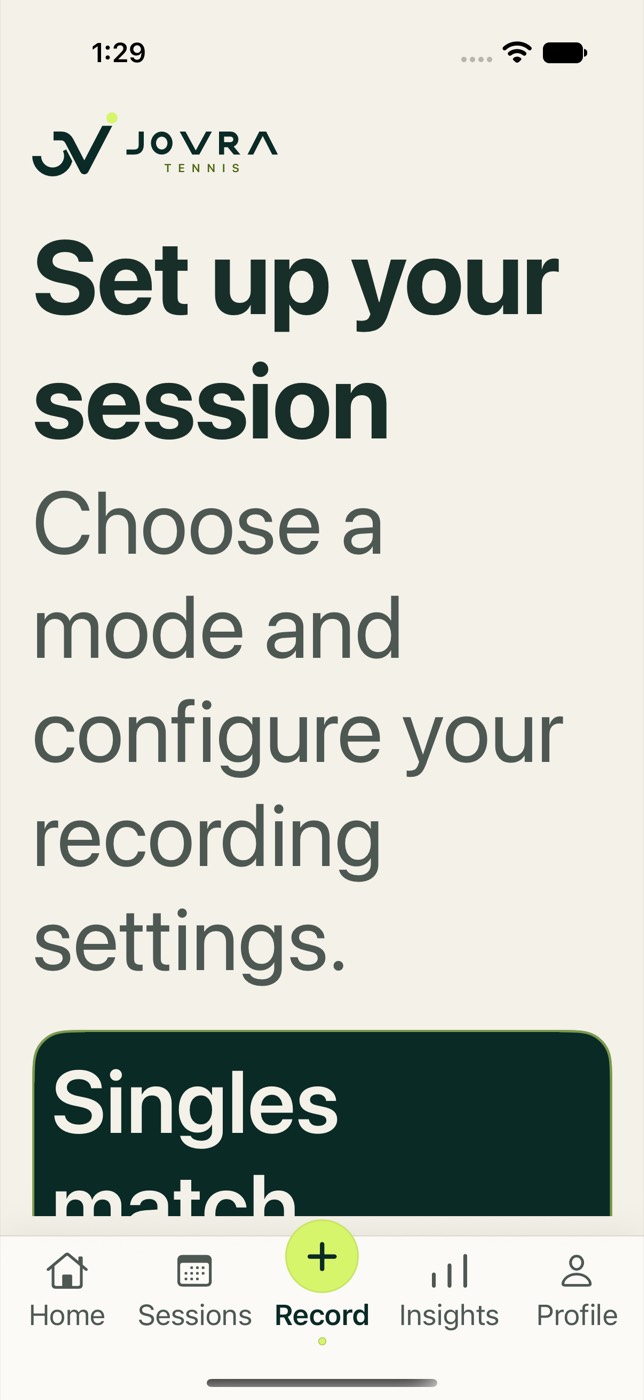 1:29
JOVRA
TENNIS
Set up your
session
Choose a
mode and
configure your
recording
settings.
Singles
match
Home
Sessions
Record
Insights
Profile